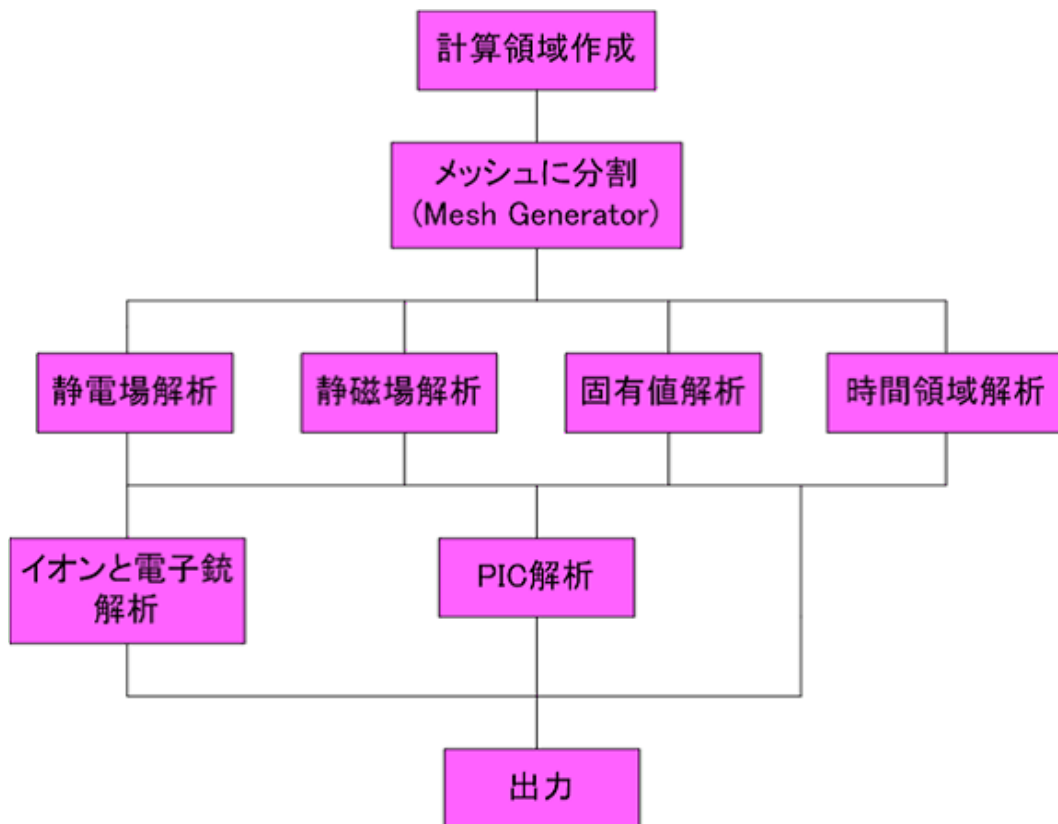 計算領域作成
メッシュに分割
(Mesh Generator)
静電場解析
静磁場解析
固有値解析
時間領域解析
イオンと電子銃
解析
PIC解析
出力